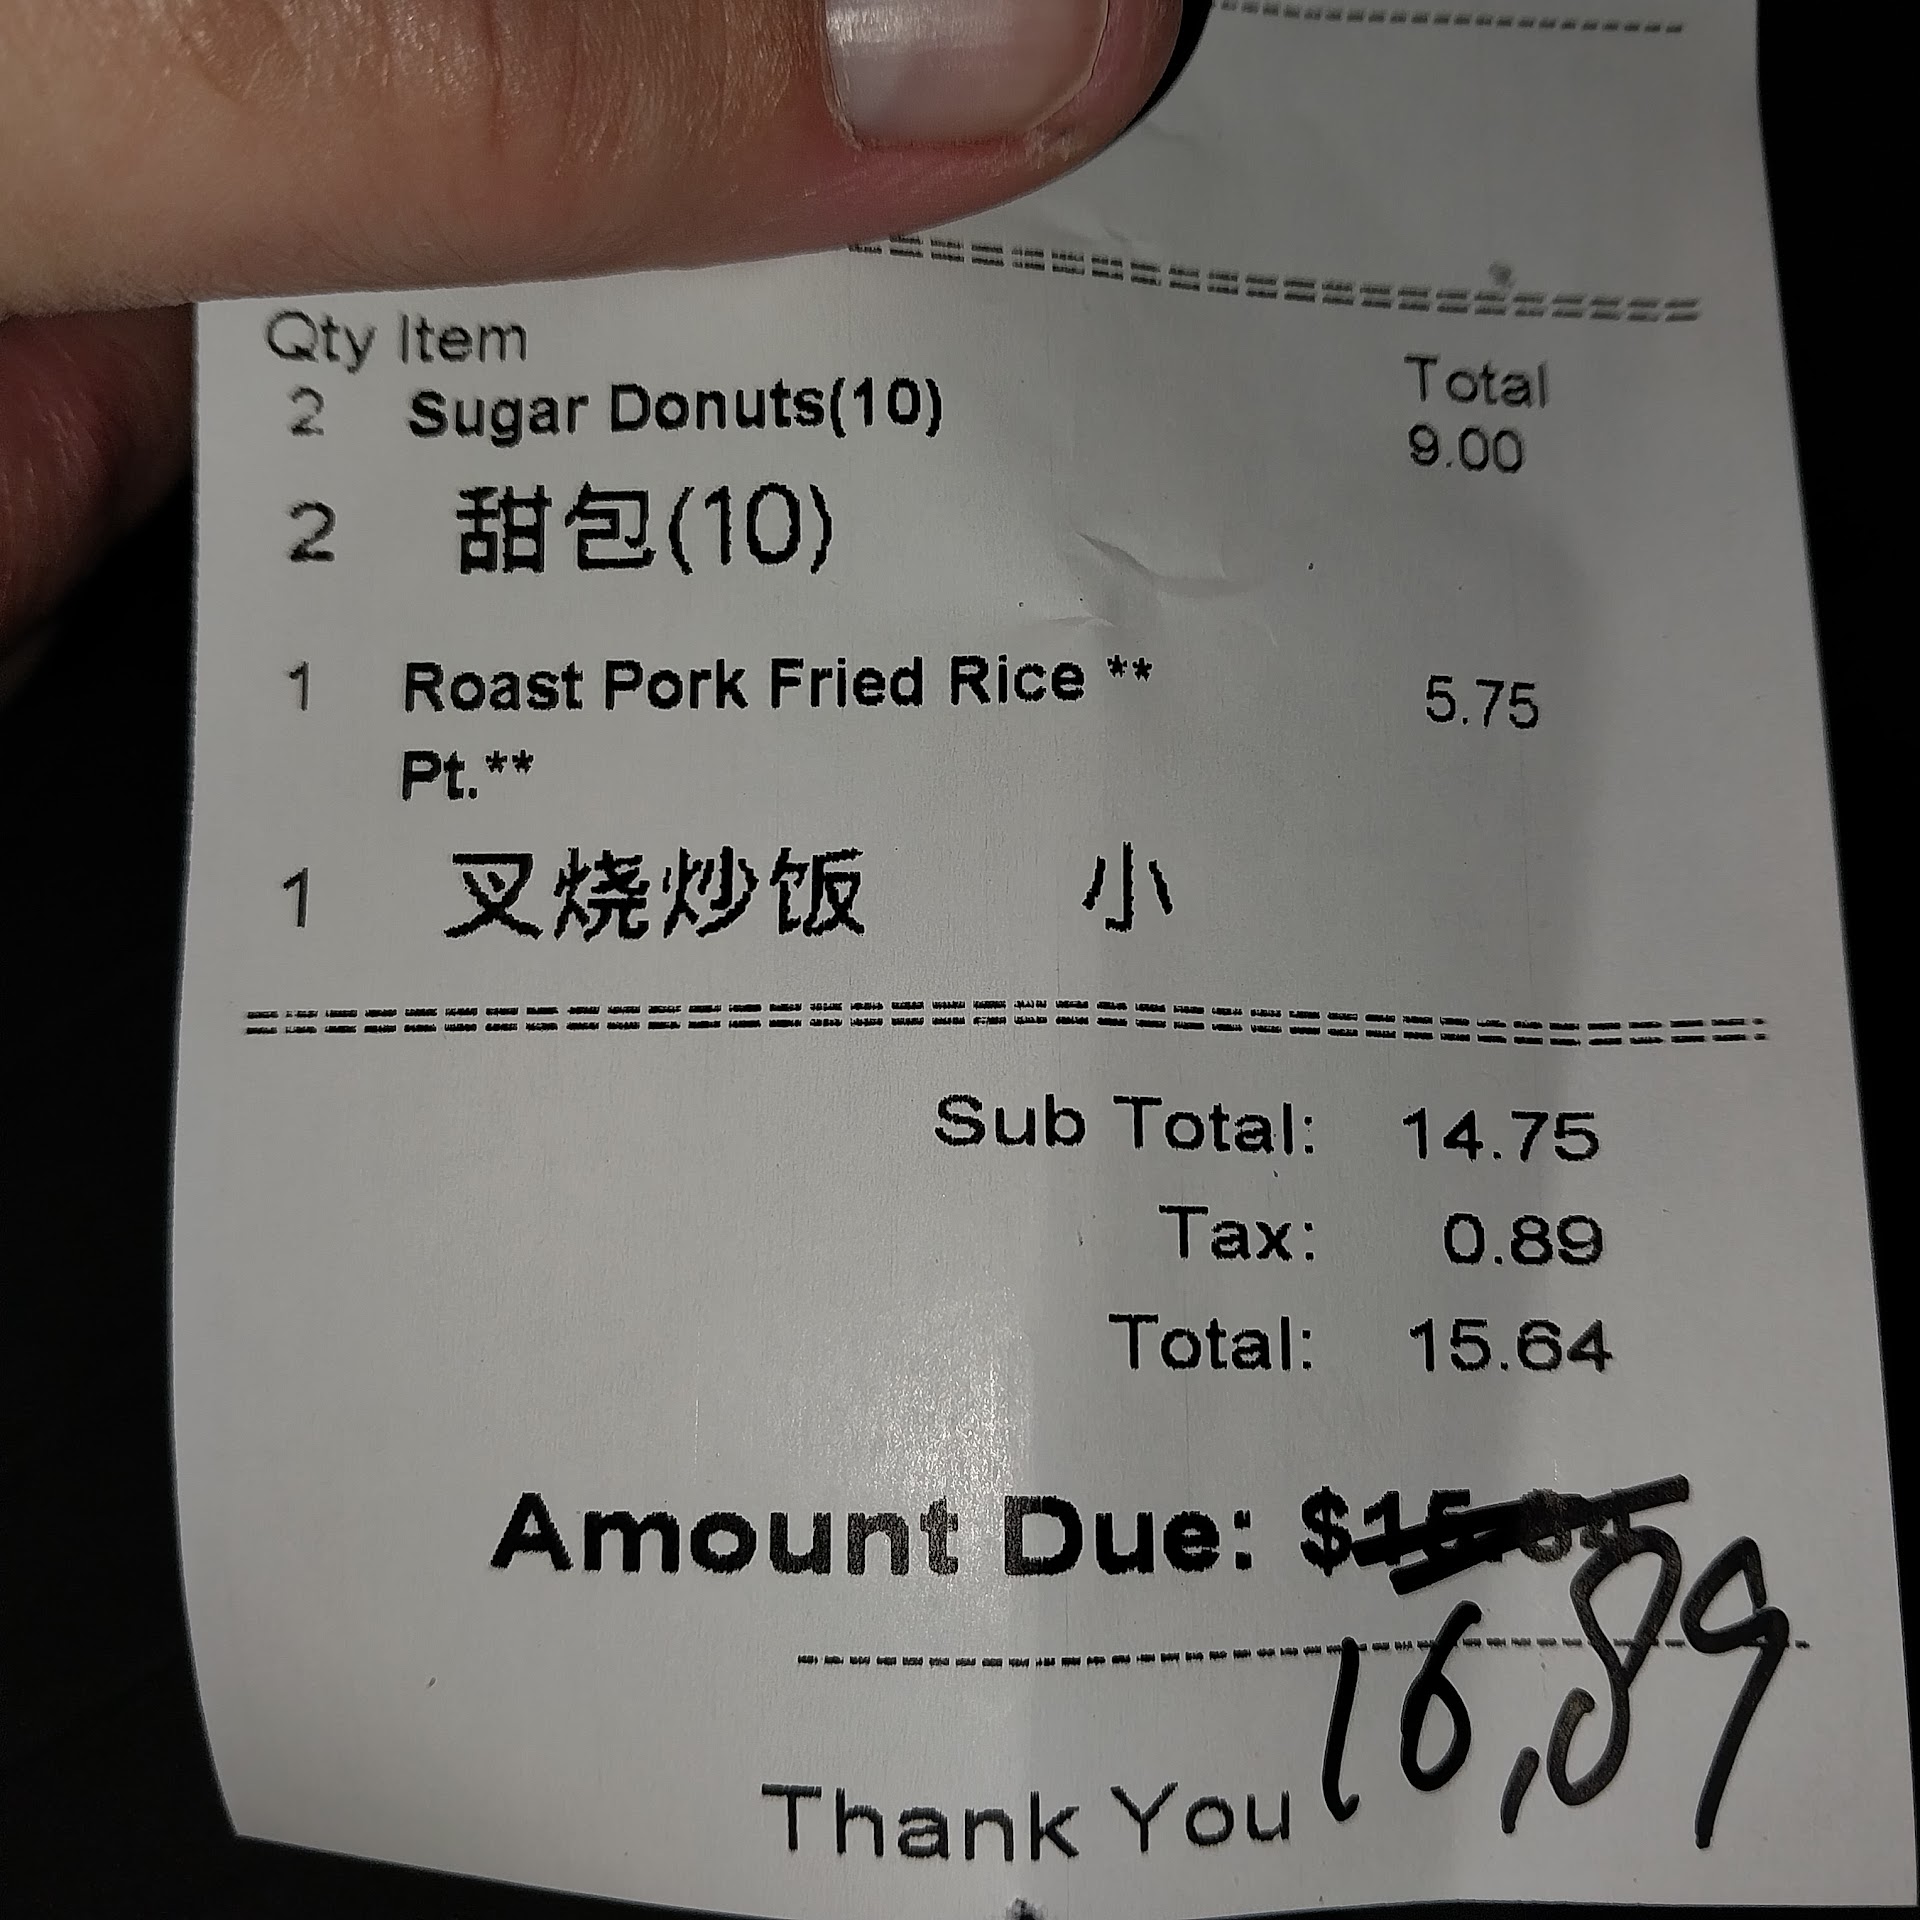 Qty Item Total
2 Sugar Donuts(10) 9.00
2 甜包(10)
1 Roast Pork Fried Rice ** 5.75
Pt.**
1 叉烧炒饭 小
Sub Total: 14.75
Tax: 0.89
Total: 15.64
Amount Due: $15.64
16.89
Thank You